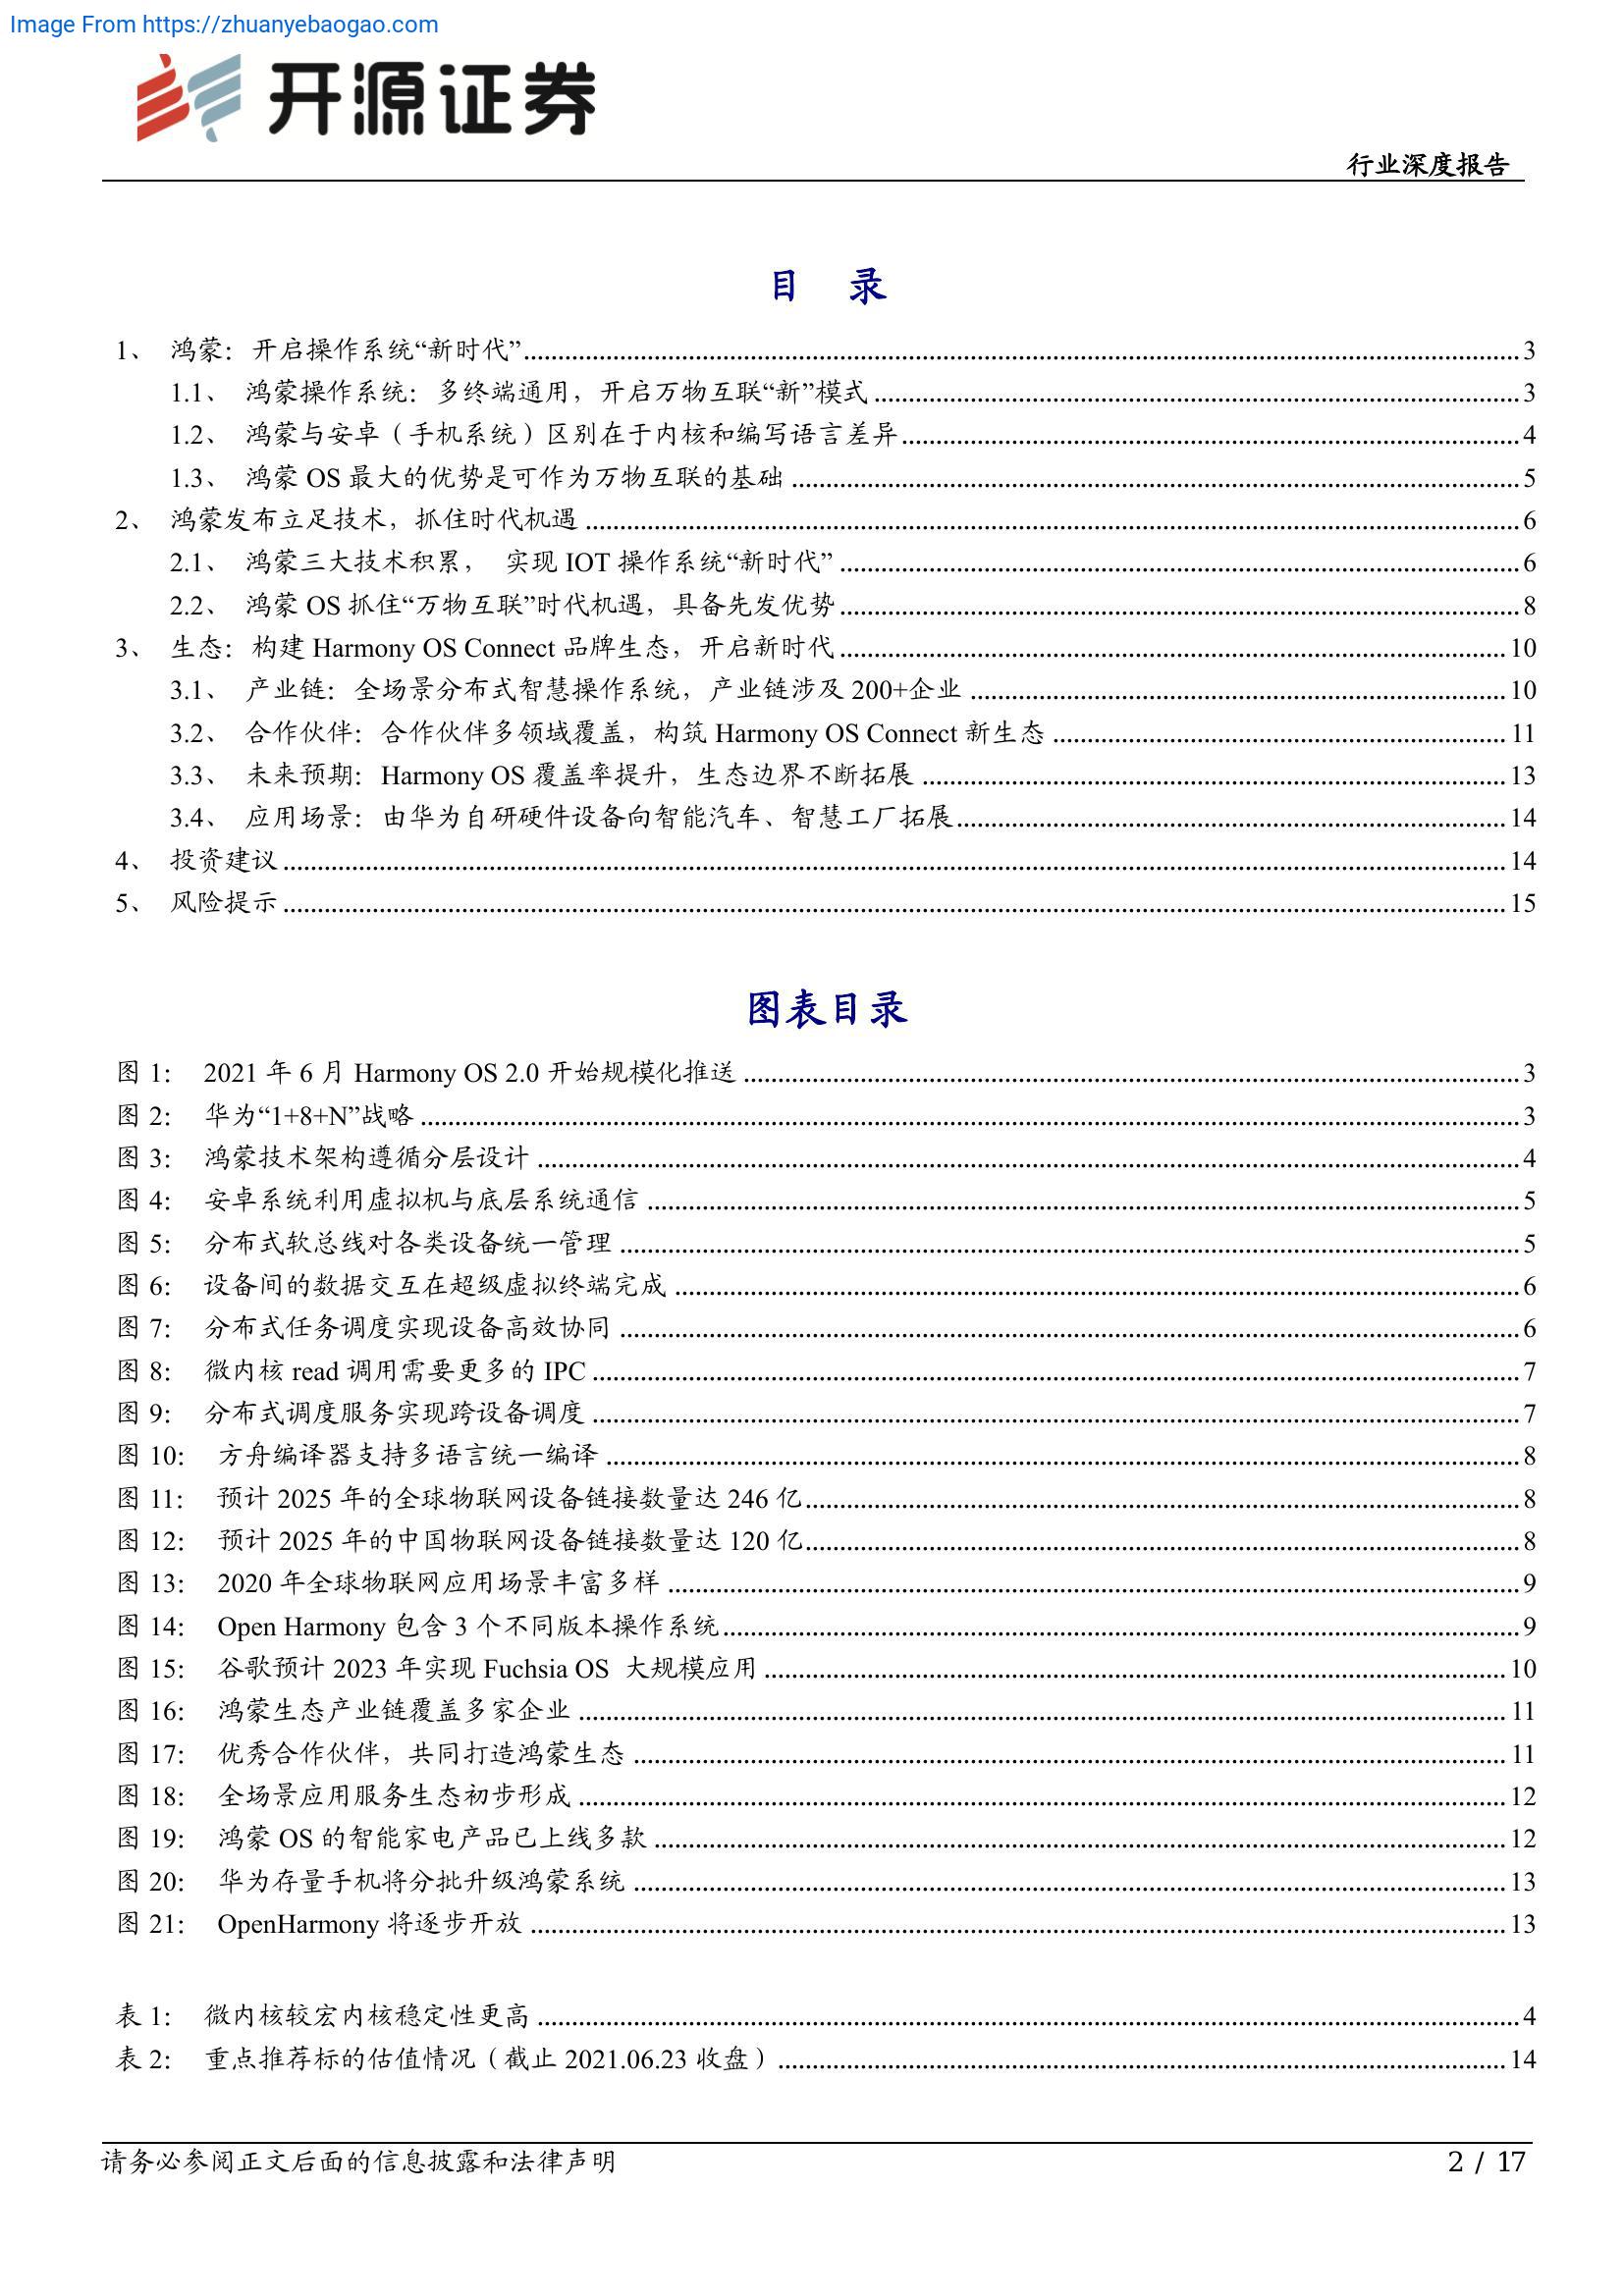 Image From https://zhuanyebaogao.com
开源证券
行业深度报告
目 录
1、 鸿蒙：开启操作系统“新时代”........3
1.1、 鸿蒙操作系统：多终端通用，开启万物互联“新”模式........3
1.2、 鸿蒙与安卓（手机系统）区别在于内核和编写语言差异........4
1.3、 鸿蒙 OS 最大的优势是可作为万物互联的基础........5
2、 鸿蒙发布立足技术，抓住时代机遇........6
2.1、 鸿蒙三大技术积累， 实现 IOT 操作系统“新时代”........6
2.2、 鸿蒙 OS 抓住“万物互联”时代机遇，具备先发优势........8
3、 生态：构建 Harmony OS Connect 品牌生态，开启新时代........10
3.1、 产业链：全场景分布式智慧操作系统，产业链涉及 200+企业........10
3.2、 合作伙伴：合作伙伴多领域覆盖，构筑 Harmony OS Connect 新生态........11
3.3、 未来预期：Harmony OS 覆盖率提升，生态边界不断拓展........13
3.4、 应用场景：由华为自研硬件设备向智能汽车、智慧工厂拓展........14
4、 投资建议........14
5、 风险提示........15
图表目录
图 1： 2021 年 6 月 Harmony OS 2.0 开始规模化推送........3
图 2： 华为“1+8+N”战略........3
图 3： 鸿蒙技术架构遵循分层设计........4
图 4： 安卓系统利用虚拟机与底层系统通信........5
图 5： 分布式软总线对各类设备统一管理........5
图 6： 设备间的数据交互在超级虚拟终端完成........6
图 7： 分布式任务调度实现设备高效协同........6
图 8： 微内核 read 调用需要更多的 IPC........7
图 9： 分布式调度服务实现跨设备调度........7
图 10： 方舟编译器支持多语言统一编译........8
图 11： 预计 2025 年的全球物联网设备链接数量达 246 亿........8
图 12： 预计 2025 年的中国物联网设备链接数量达 120 亿........8
图 13： 2020 年全球物联网应用场景丰富多样........9
图 14： Open Harmony 包含 3 个不同版本操作系统........9
图 15： 谷歌预计 2023 年实现 Fuchsia OS 大规模应用........10
图 16： 鸿蒙生态产业链覆盖多家企业........11
图 17： 优秀合作伙伴，共同打造鸿蒙生态........11
图 18： 全场景应用服务生态初步形成........12
图 19： 鸿蒙 OS 的智能家电产品已上线多款........12
图 20： 华为存量手机将分批升级鸿蒙系统........13
图 21： OpenHarmony 将逐步开放........13
表 1： 微内核较宏内核稳定性更高........4
表 2： 重点推荐标的估值情况（截止 2021.06.23 收盘）........14
请务必参阅正文后面的信息披露和法律声明
2 / 17